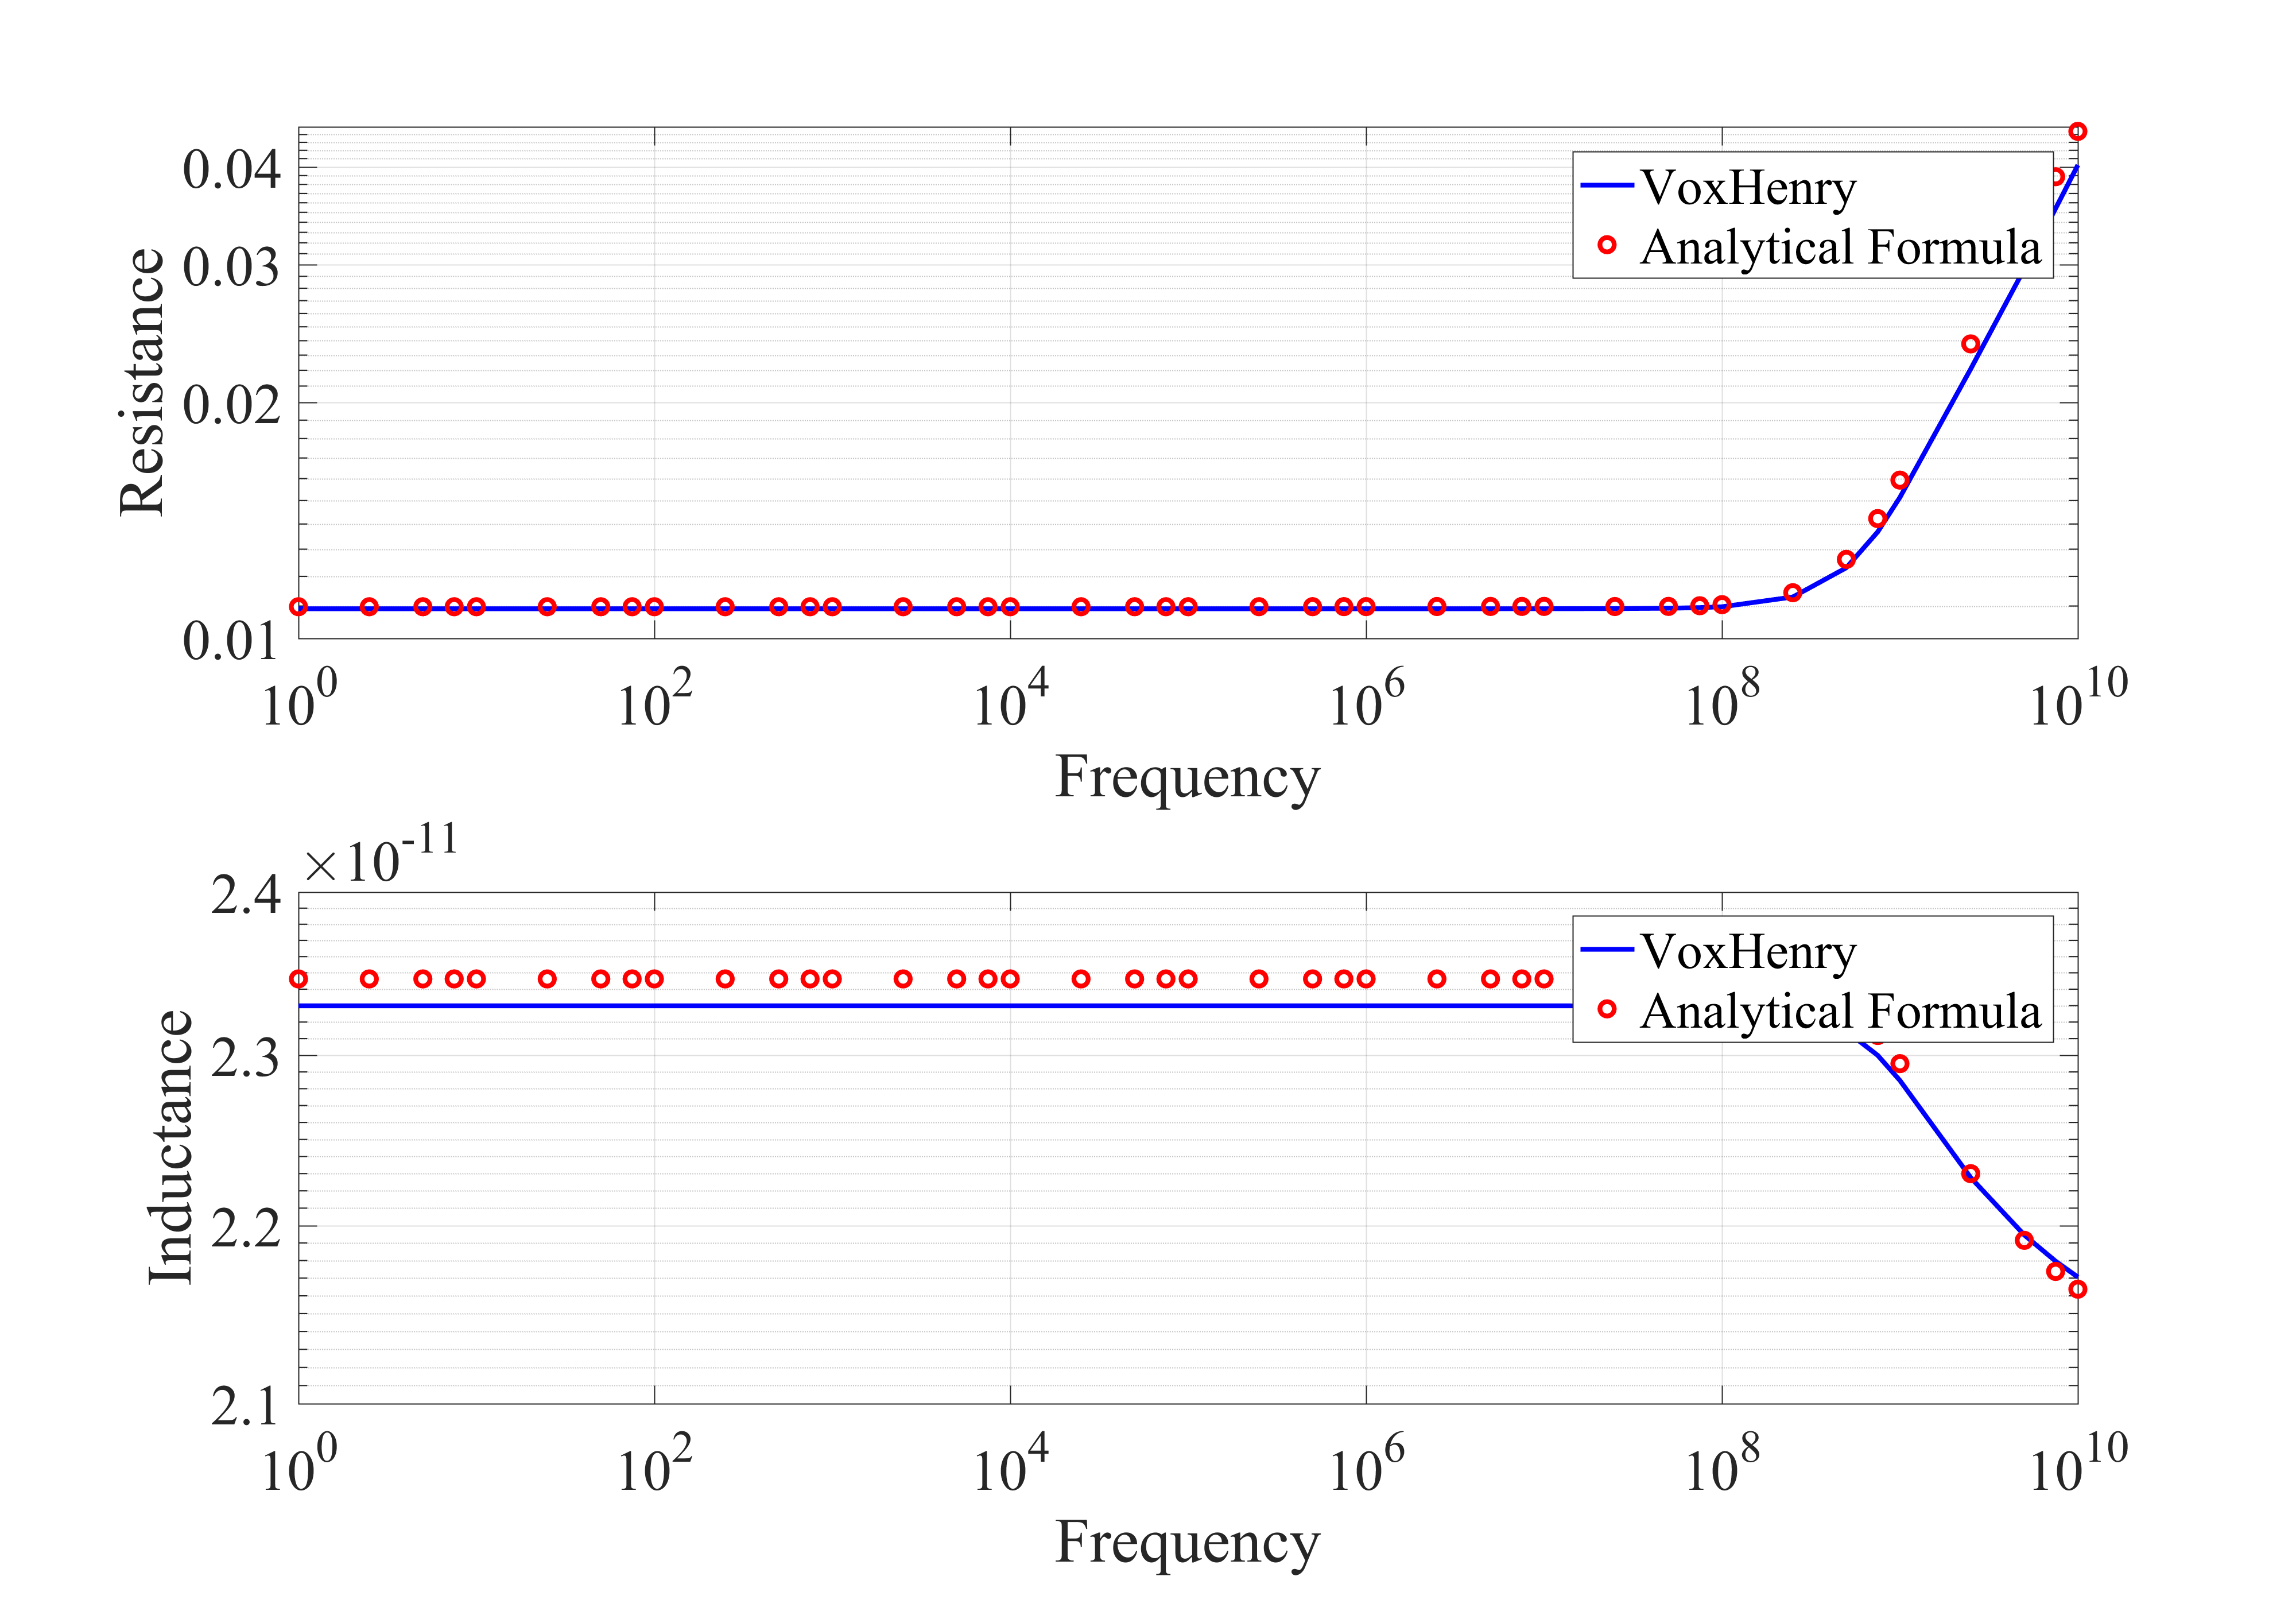 0.04
0.03
0.02
0.01
Resistance
VoxHenry
Analytical Formula
10^0 10^2 10^4 10^6 10^8 10^10
Frequency
×10^-11
2.4
2.3
2.2
2.1
Inductance
VoxHenry
Analytical Formula
10^0 10^2 10^4 10^6 10^8 10^10
Frequency